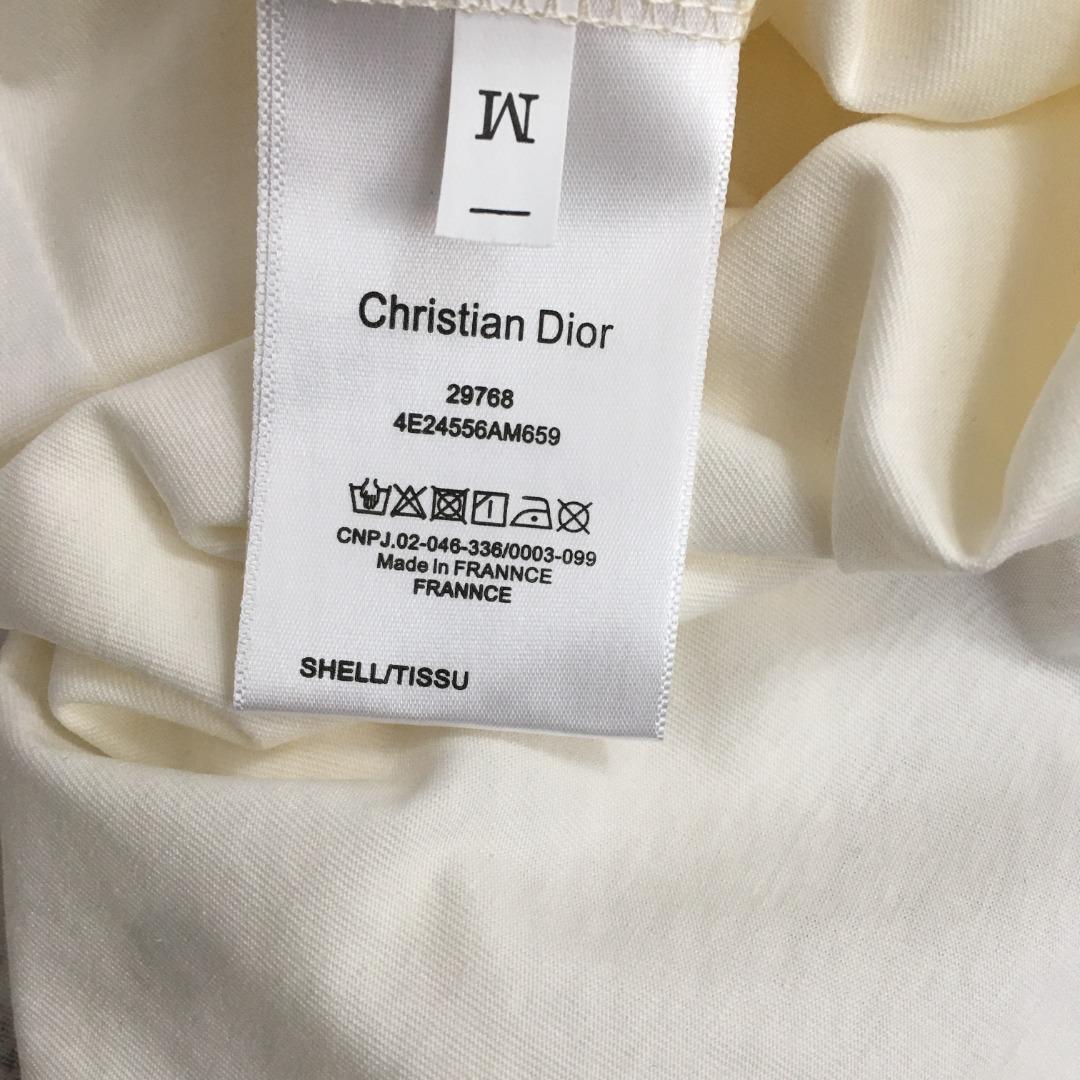 M
Christian Dior
29768
4E24556AM659
CNPJ.02-046-336/0003-099
Made in FRANNCE
FRANNCE
SHELL/TISSU